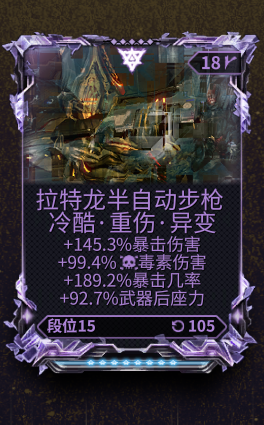 18
拉特龙半自动步枪
冷酷·重伤·异变
+145.3%暴击伤害
+99.4%毒素伤害
+189.2%暴击几率
+92.7%武器后座力
段位15
105